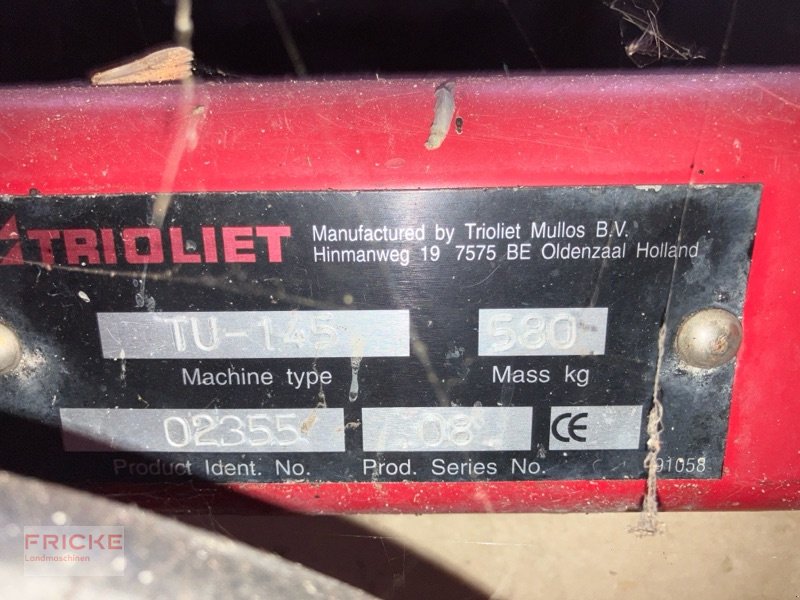 TRIOLIET
Manufactured by Trioliet Mullos B.V.
Hinmanweg 19 7575 BE Oldenzaal Holland
TU-145 580
Machine type Mass kg
02355 08 CE
Product Ident. No. Prod. Series No.
991058
FRICKE
Landmaschinen